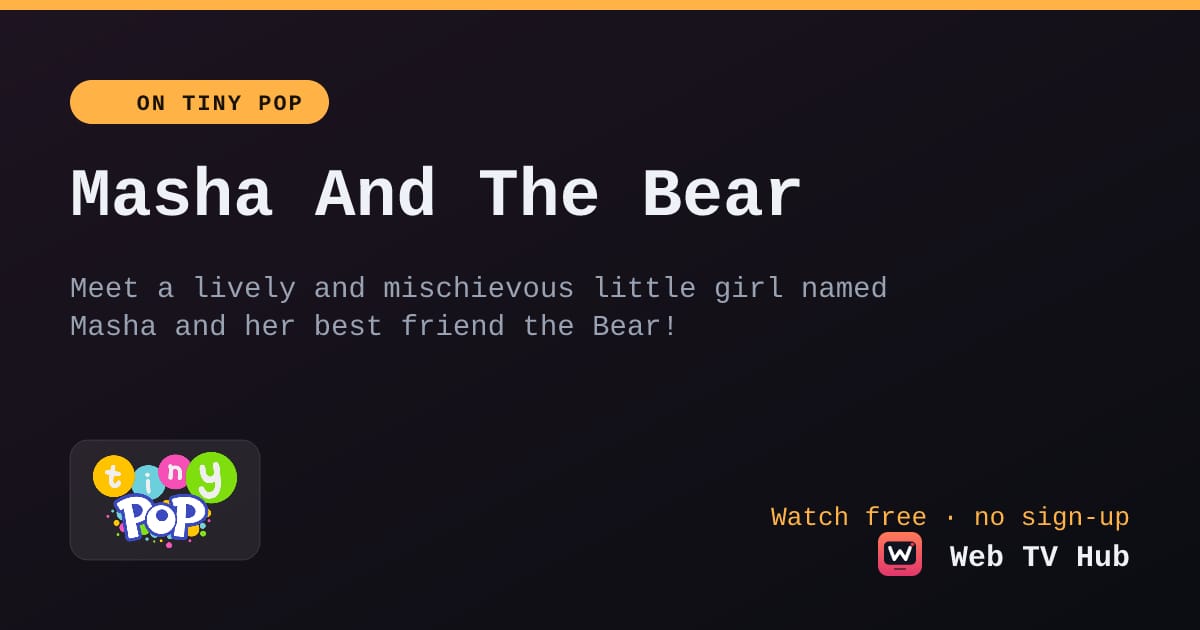 ON TINY POP
Masha And The Bear
Meet a lively and mischievous little girl named
Masha and her best friend the Bear!
tiny
POP
Watch free · no sign-up
W
Web TV Hub